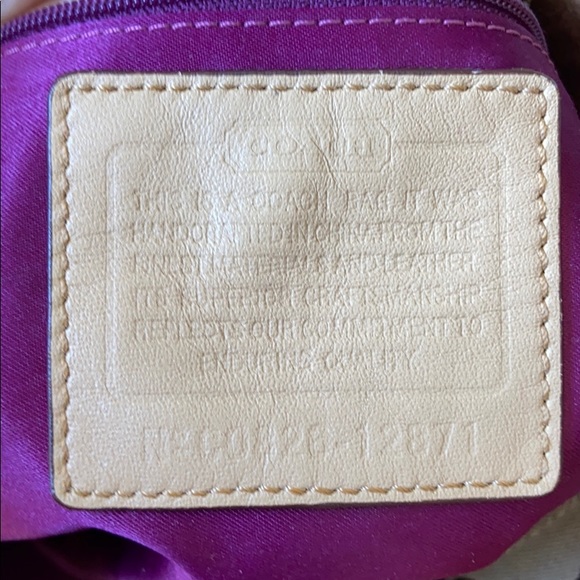 COACH
THIS IS A COACH BAG. IT WAS
HANDCRAFTED IN CHINA FROM THE
FINEST MATERIALS AND LEATHER.
ITS SUPERIOR CRAFTSMANSHIP
REFLECTS OUR COMMITMENT TO
ENDURING QUALITY.
-12871